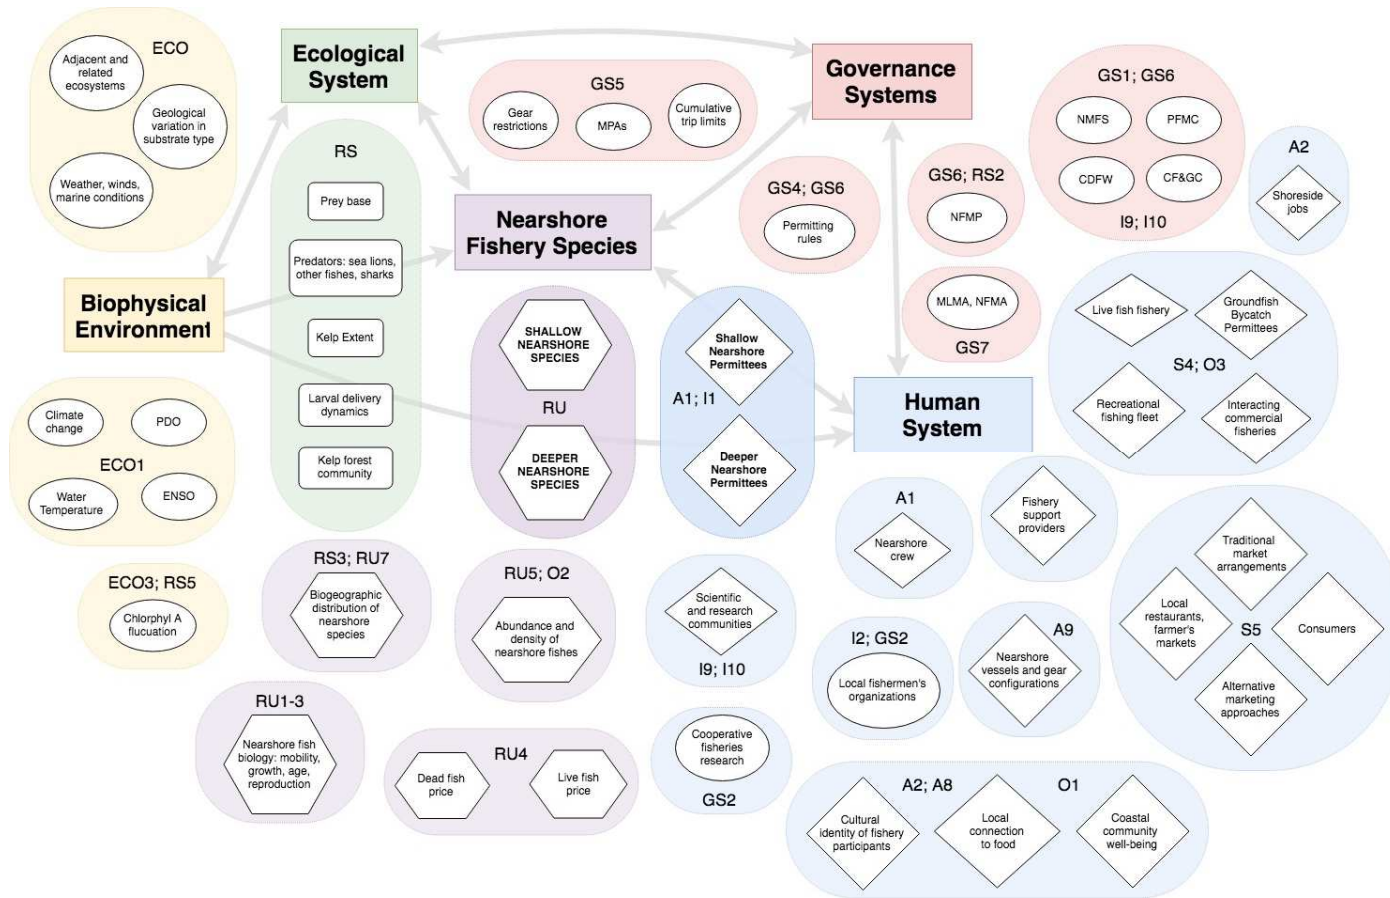 ECO
Adjacent and
related
ecosystems
Geological
variation in
substrate type
Weather, winds,
marine conditions
Ecological
System
GS5
Gear
restrictions
MPAs
Cumulative
trip limits
Governance
Systems
GS1; GS6
NMFS
PFMC
CDFW
CF&GC
I9; I10
A2
Shoreside
jobs
RS
Prey base
Predators: sea lions,
other fishes, sharks
Kelp Extent
Larval delivery
dynamics
Kelp forest
community
Nearshore
Fishery Species
GS4; GS6
Permitting
rules
GS6; RS2
NFMP
MLMA, NFMA
GS7
Biophysical
Environment
SHALLOW
NEARSHORE
SPECIES
RU
DEEPER
NEARSHORE
SPECIES
Shallow
Nearshore
Permittees
A1; I1
Deeper
Nearshore
Permittees
Human
System
Live fish fishery
Groundfish
Bycatch
Permittees
S4; O3
Recreational
fishing fleet
Interacting
commercial
fisheries
Climate
change
PDO
ECO1
Water
Temperature
ENSO
ECO3; RS5
Chlorphyl A
flucuation
RS3; RU7
Biogeographic
distribution of
nearshore
species
RU5; O2
Abundance and
density of
nearshore fishes
Scientific
and research
communities
I9; I10
A1
Nearshore
crew
Fishery
support
providers
Traditional
market
arrangements
Local
restaurants,
farmer's
markets
S5
Consumers
Alternative
marketing
approaches
I2; GS2
Local fishermen's
organizations
A9
Nearshore
vessels and gear
configurations
RU1-3
Nearshore fish
biology: mobility,
growth, age,
reproduction
RU4
Dead fish
price
Live fish
price
Cooperative
fisheries
research
GS2
A2; A8
O1
Cultural
identity of fishery
participants
Local
connection
to food
Coastal
community
well-being